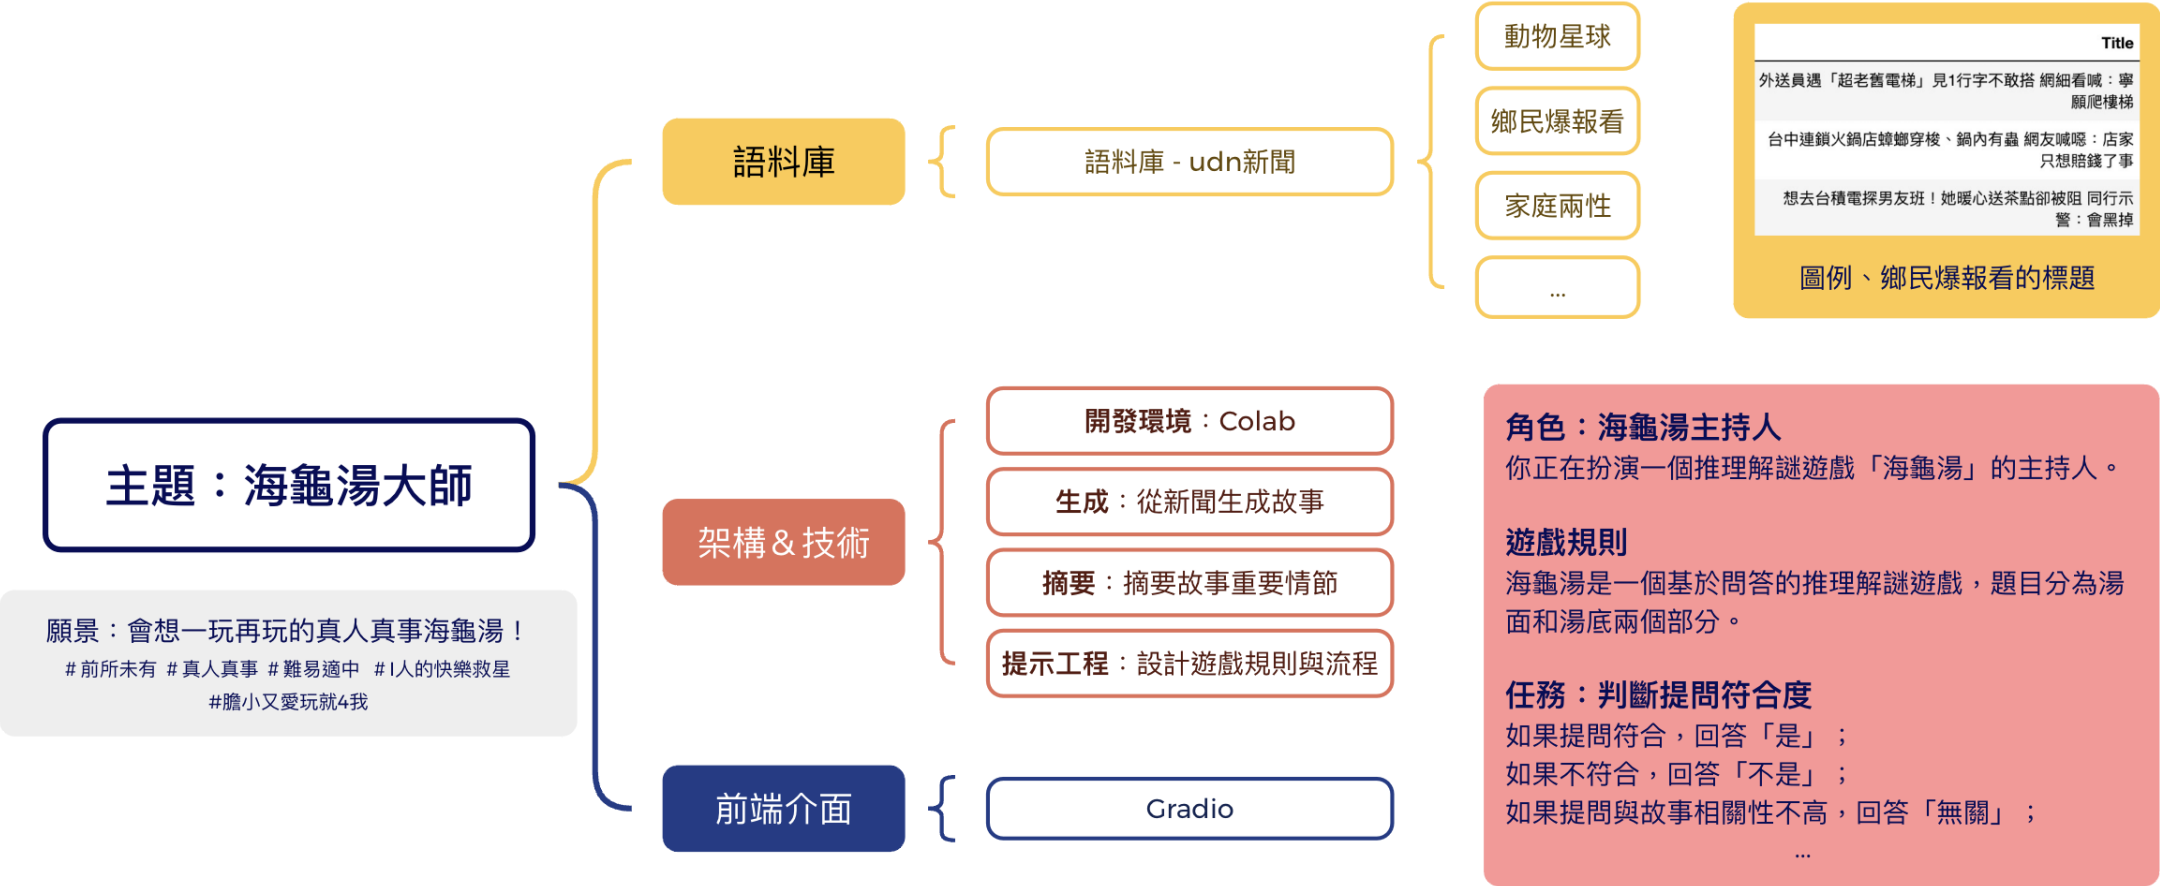 主題：海龜湯大師
願景：會想一玩再玩的真人真事海龜湯！
# 前所未有 # 真人真事 # 難易適中 # I人的快樂救星
#膽小又愛玩就4我
語料庫
語料庫 - udn新聞
動物星球
鄉民爆報看
家庭兩性
...
Title
外送員遇「超老舊電梯」見1行字不敢搭 網細看喊：寧
願爬樓梯
台中連鎖火鍋店蟑螂穿梭、鍋內有蟲 網友喊噁：店家
只想賠錢了事
想去台積電探男友班！她暖心送茶點卻被阻 同行示
警：會黑掉
圖例、鄉民爆報看的標題
架構＆技術
開發環境：Colab
生成：從新聞生成故事
摘要：摘要故事重要情節
提示工程：設計遊戲規則與流程
角色：海龜湯主持人
你正在扮演一個推理解謎遊戲「海龜湯」的主持人。
遊戲規則
海龜湯是一個基於問答的推理解謎遊戲，題目分為湯
面和湯底兩個部分。
任務：判斷提問符合度
如果提問符合，回答「是」；
如果不符合，回答「不是」；
如果提問與故事相關性不高，回答「無關」；
...
前端介面
Gradio